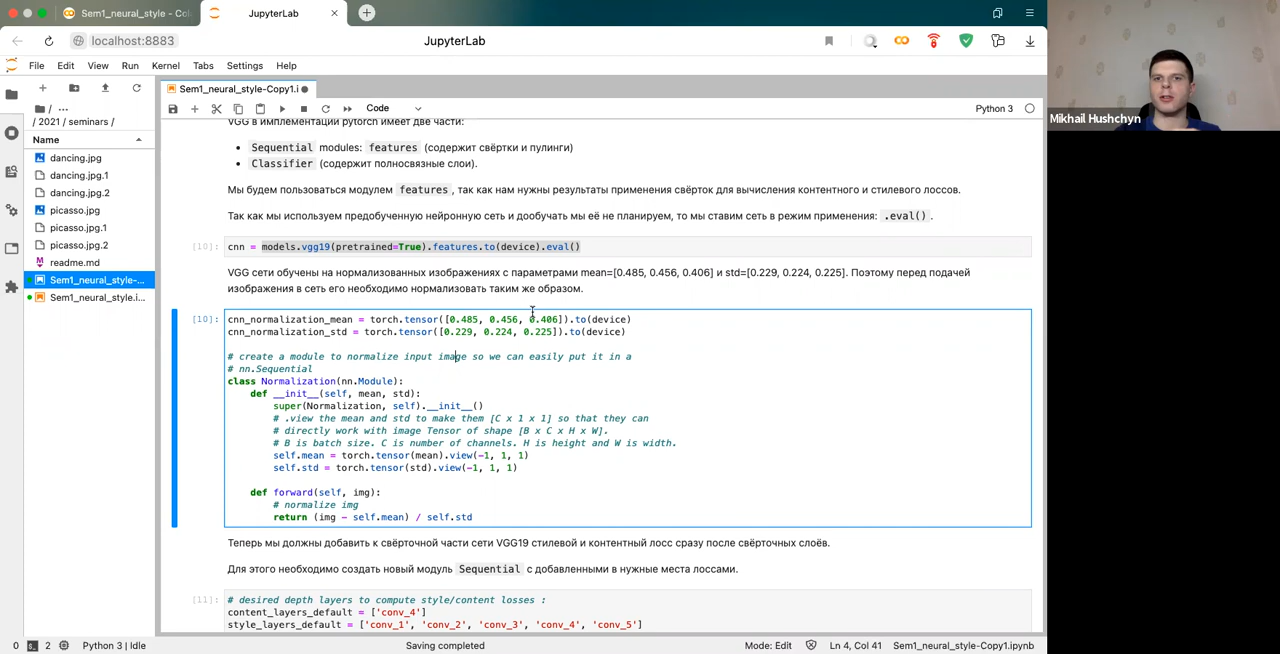 Sem1_neural_style - Col
JupyterLab
localhost:8883
JupyterLab
File Edit View Run Kernel Tabs Settings Help
Sem1_neural_style-Copy1.i
Code
Python 3
/ ...
/ 2021 / seminars /
Name
dancing.jpg
dancing.jpg.1
dancing.jpg.2
picasso.jpg
picasso.jpg.1
picasso.jpg.2
readme.md
Sem1_neural_style-...
Sem1_neural_style.i...
VGG в имплементации pytorch имеет две части:
• Sequential modules: features (содержит свёртки и пулинги)
• Classifier (содержит полносвязные слои).
Мы будем пользоваться модулем features, так как нам нужны результаты применения свёрток для вычисления контентного и стилевого лоссов.
Так как мы используем предобученную нейронную сеть и дообучать мы её не планируем, то мы ставим сеть в режим применения: .eval().
[10]: cnn = models.vgg19(pretrained=True).features.to(device).eval()
VGG сети обучены на нормализованных изображениях с параметрами mean=[0.485, 0.456, 0.406] и std=[0.229, 0.224, 0.225]. Поэтому перед подачей
изображения в сеть его необходимо нормализовать таким же образом.
[10]: cnn_normalization_mean = torch.tensor([0.485, 0.456, 0.406]).to(device)
cnn_normalization_std = torch.tensor([0.229, 0.224, 0.225]).to(device)
# create a module to normalize input image so we can easily put it in a
# nn.Sequential
class Normalization(nn.Module):
def __init__(self, mean, std):
super(Normalization, self).__init__()
# .view the mean and std to make them [C x 1 x 1] so that they can
# directly work with image Tensor of shape [B x C x H x W].
# B is batch size. C is number of channels. H is height and W is width.
self.mean = torch.tensor(mean).view(-1, 1, 1)
self.std = torch.tensor(std).view(-1, 1, 1)
def forward(self, img):
# normalize img
return (img - self.mean) / self.std
Теперь мы должны добавить к свёрточной части сети VGG19 стилевой и контентный лосс сразу после свёрточных слоёв.
Для этого необходимо создать новый модуль Sequential с добавленными в нужные места лоссами.
[11]: # desired depth layers to compute style/content losses :
content_layers_default = ['conv_4']
style_layers_default = ['conv_1', 'conv_2', 'conv_3', 'conv_4', 'conv_5']
0 2 Python 3 | Idle
Saving completed
Mode: Edit
Ln 4, Col 41 Sem1_neural_style-Copy1.ipynb
Mikhail Hushchyn